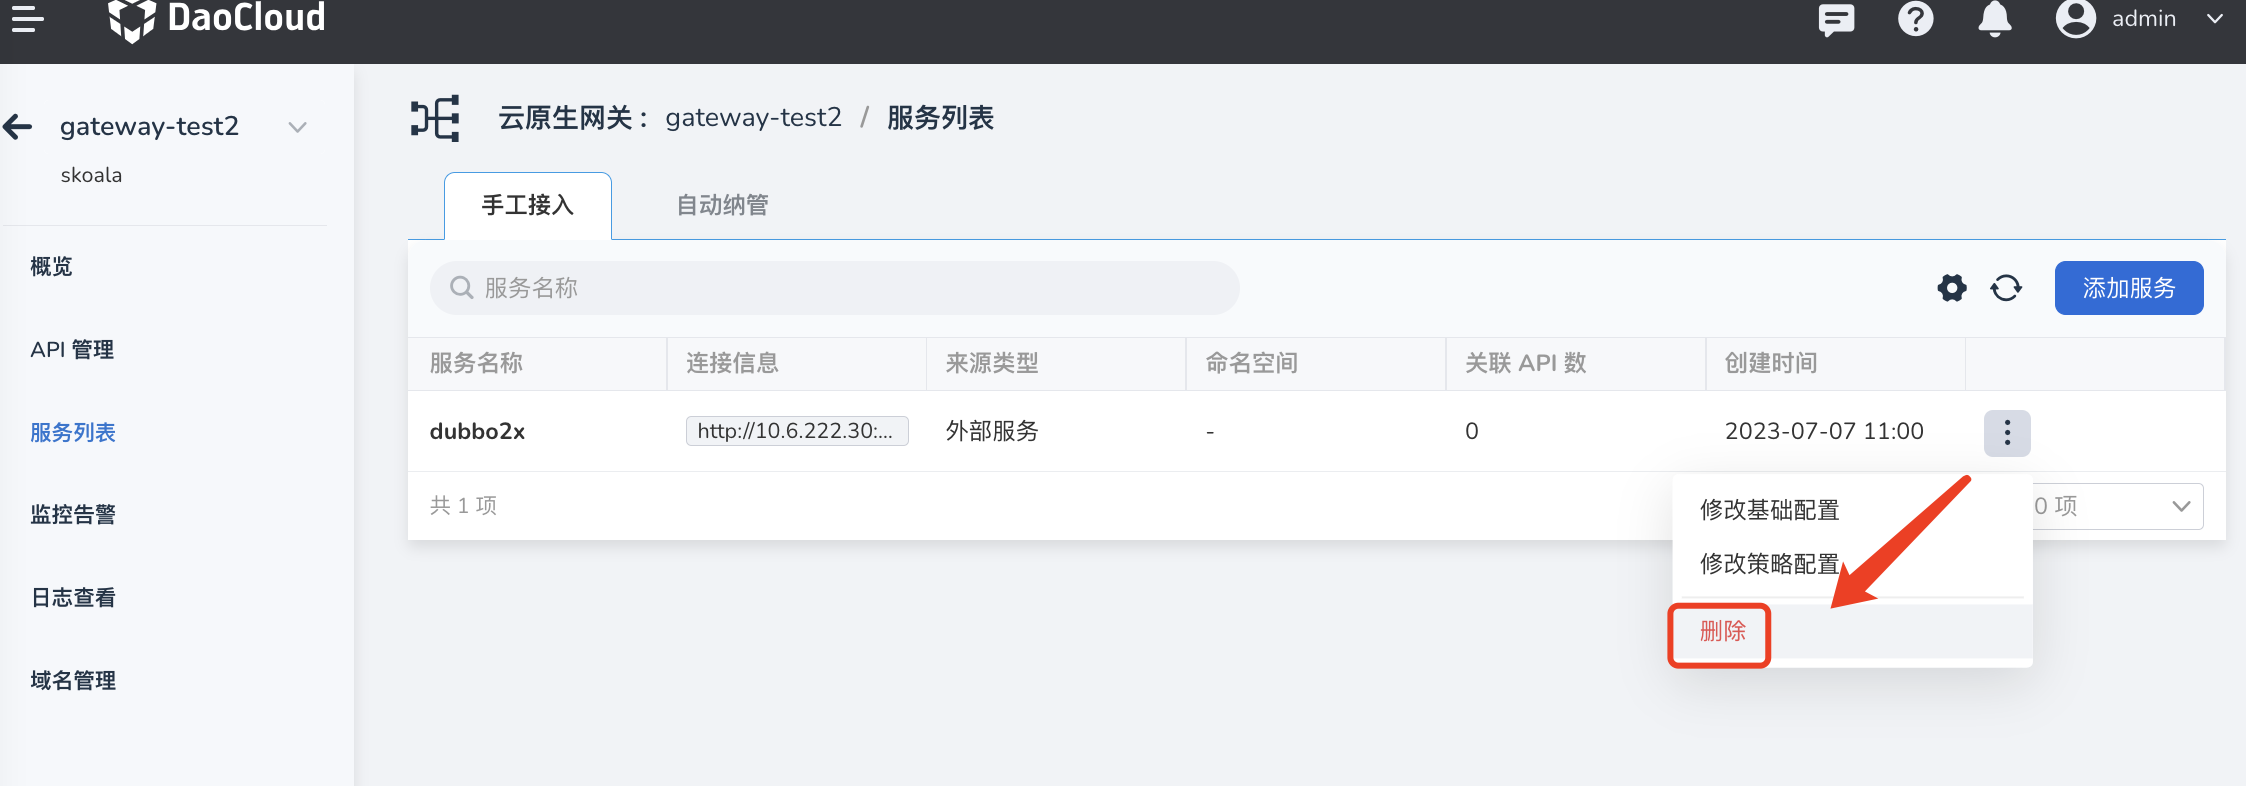 DaoCloud
admin
gateway-test2
skoala
概览
API 管理
服务列表
监控告警
日志查看
域名管理
云原生网关： gateway-test2 / 服务列表
手工接入 自动纳管
服务名称
添加服务
服务名称 连接信息 来源类型 命名空间 关联 API 数 创建时间
dubbo2x http://10.6.222.30:... 外部服务 - 0 2023-07-07 11:00
共 1 项
0 项
修改基础配置
修改策略配置
删除